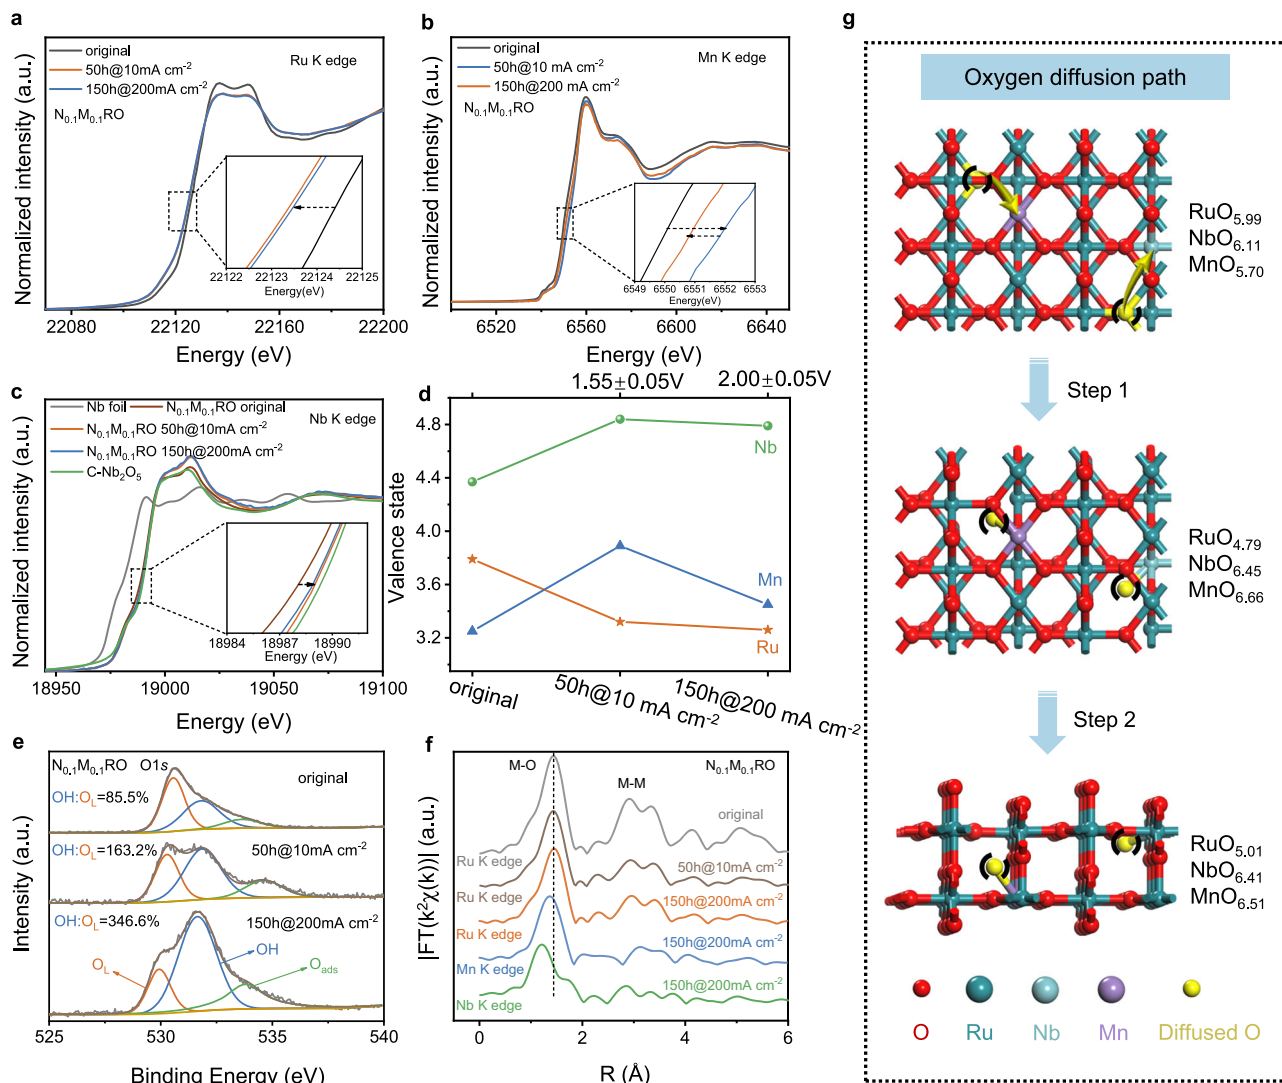 a
original
50h@10mA cm-2
150h@200mA cm-2
Ru K edge
N0.1M0.1RO
22122 22123 22124 22125
Energy(eV)
Normalized intensity (a.u.)
22080 22120 22160 22200
Energy (eV)
b
original
50h@10 mA cm-2
150h@200 mA cm-2
Mn K edge
N0.1M0.1RO
6549 6550 6551 6552 6553
Energy(eV)
Normalized intensity (a.u.)
6520 6560 6600 6640
Energy (eV)
c
Nb foil
N0.1M0.1RO original
N0.1M0.1RO 50h@10mA cm-2
N0.1M0.1RO 150h@200mA cm-2
C-Nb2O5
Nb K edge
18984 18987 18990
Energy (eV)
Normalized intensity (a.u.)
18950 19000 19050 19100
Energy (eV)
d
1.55±0.05V 2.00±0.05V
4.8
4.4
4.0
3.6
3.2
Valence state
Nb
Mn
Ru
original
50h@10 mA cm-2
150h@200 mA cm-2
e
N0.1M0.1RO O1s original
OH:OL=85.5%
50h@10mA cm-2
OH:OL=163.2%
150h@200mA cm-2
OH:OL=346.6%
OL
OH
Oads
Intensity (a.u.)
525 530 535 540
Binding Energy (eV)
f
M-O
M-M
N0.1M0.1RO
original
Ru K edge
50h@10mA cm-2
Ru K edge
150h@200mA cm-2
Ru K edge
150h@200mA cm-2
Mn K edge
150h@200mA cm-2
Nb K edge
|FT(k2χ(k))| (a.u.)
0 2 4 6
R (Å)
g
Oxygen diffusion path
RuO5.99
NbO6.11
MnO5.70
Step 1
RuO4.79
NbO6.45
MnO6.66
Step 2
RuO5.01
NbO6.41
MnO6.51
O Ru Nb Mn Diffused O